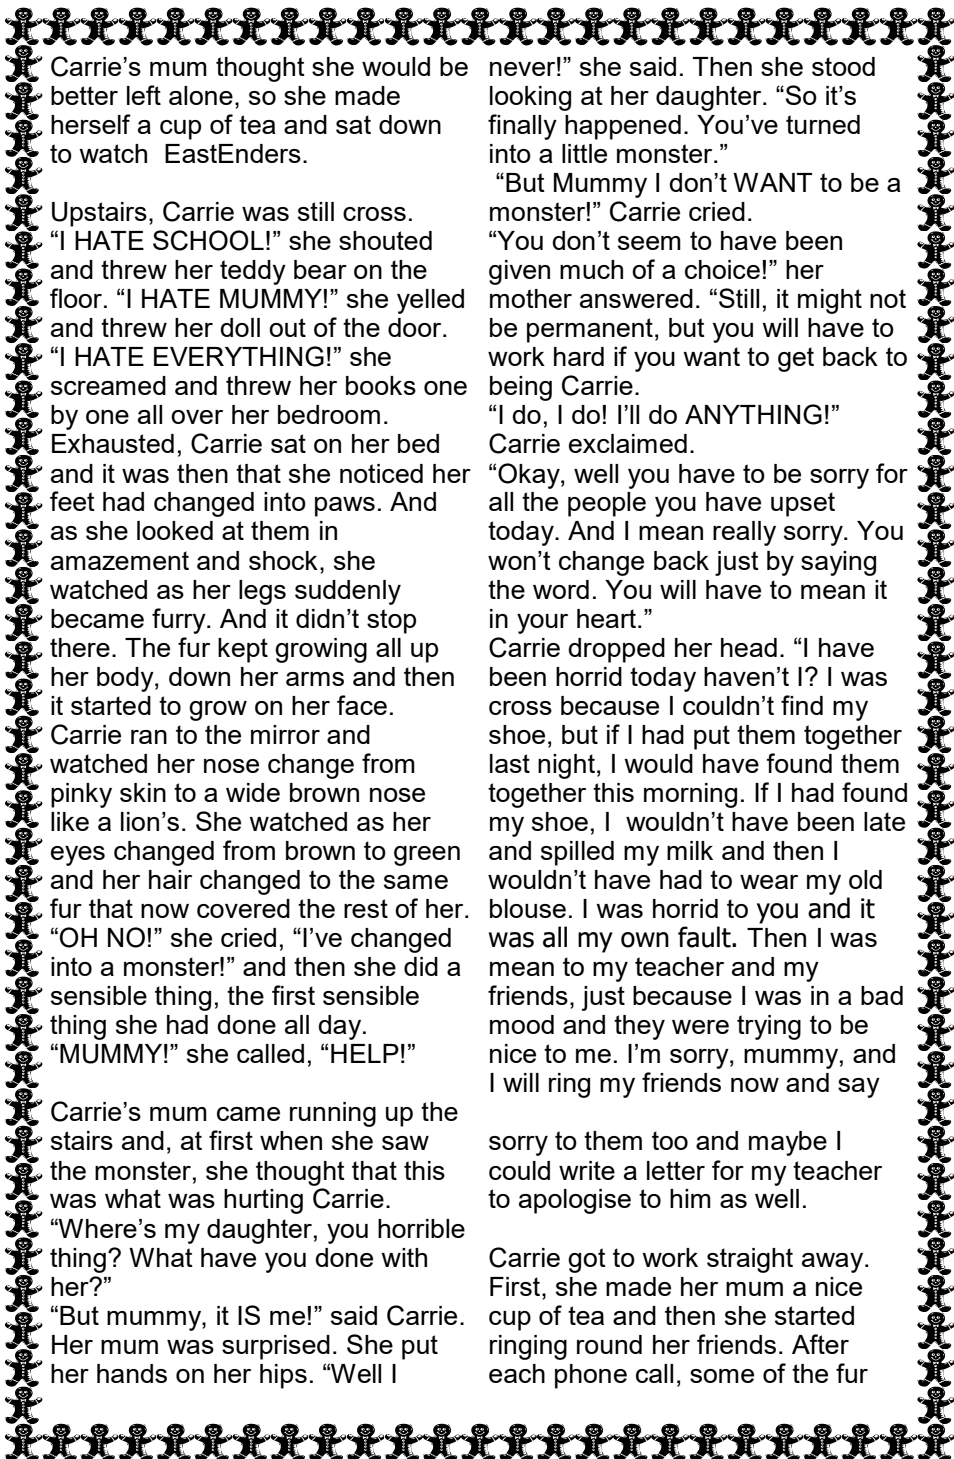 Carrie’s mum thought she would be
better left alone, so she made
herself a cup of tea and sat down
to watch  EastEnders.

Upstairs, Carrie was still cross.
“I HATE SCHOOL!” she shouted
and threw her teddy bear on the
floor. “I HATE MUMMY!” she yelled
and threw her doll out of the door.
“I HATE EVERYTHING!” she
screamed and threw her books one
by one all over her bedroom.
Exhausted, Carrie sat on her bed
and it was then that she noticed her
feet had changed into paws. And
as she looked at them in
amazement and shock, she
watched as her legs suddenly
became furry. And it didn’t stop
there. The fur kept growing all up
her body, down her arms and then
it started to grow on her face.
Carrie ran to the mirror and
watched her nose change from
pinky skin to a wide brown nose
like a lion’s. She watched as her
eyes changed from brown to green
and her hair changed to the same
fur that now covered the rest of her.
“OH NO!” she cried, “I’ve changed
into a monster!” and then she did a
sensible thing, the first sensible
thing she had done all day.
“MUMMY!” she called, “HELP!”

Carrie’s mum came running up the
stairs and, at first when she saw
the monster, she thought that this
was what was hurting Carrie.
“Where’s my daughter, you horrible
thing? What have you done with
her?”
“But mummy, it IS me!” said Carrie.
Her mum was surprised. She put
her hands on her hips. “Well I
never!” she said. Then she stood
looking at her daughter. “So it’s
finally happened. You’ve turned
into a little monster.”
“But Mummy I don’t WANT to be a
monster!” Carrie cried.
“You don’t seem to have been
given much of a choice!” her
mother answered. “Still, it might not
be permanent, but you will have to
work hard if you want to get back to
being Carrie.
“I do, I do! I’ll do ANYTHING!”
Carrie exclaimed.
“Okay, well you have to be sorry for
all the people you have upset
today. And I mean really sorry. You
won’t change back just by saying
the word. You will have to mean it
in your heart.”
Carrie dropped her head. “I have
been horrid today haven’t I? I was
cross because I couldn’t find my
shoe, but if I had put them together
last night, I would have found them
together this morning. If I had found
my shoe, I  wouldn’t have been late
and spilled my milk and then I
wouldn’t have had to wear my old
blouse. I was horrid to you and it
was all my own fault. Then I was
mean to my teacher and my
friends, just because I was in a bad
mood and they were trying to be
nice to me. I’m sorry, mummy, and
I will ring my friends now and say

sorry to them too and maybe I
could write a letter for my teacher
to apologise to him as well.

Carrie got to work straight away.
First, she made her mum a nice
cup of tea and then she started
ringing round her friends. After
each phone call, some of the fur